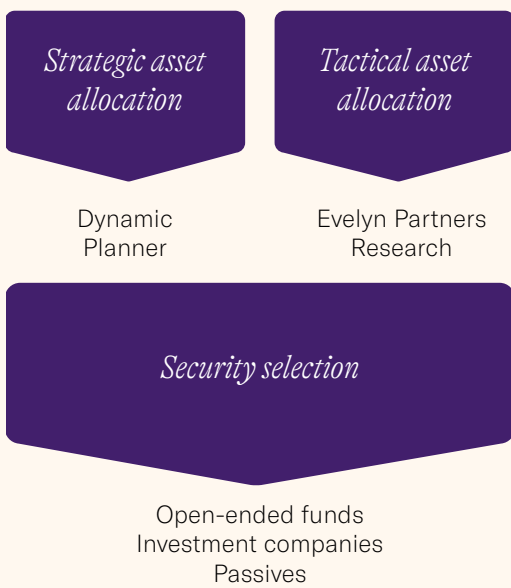 Strategic asset
allocation
Tactical asset
allocation
Dynamic
Planner
Evelyn Partners
Research
Security selection
Open-ended funds
Investment companies
Passives